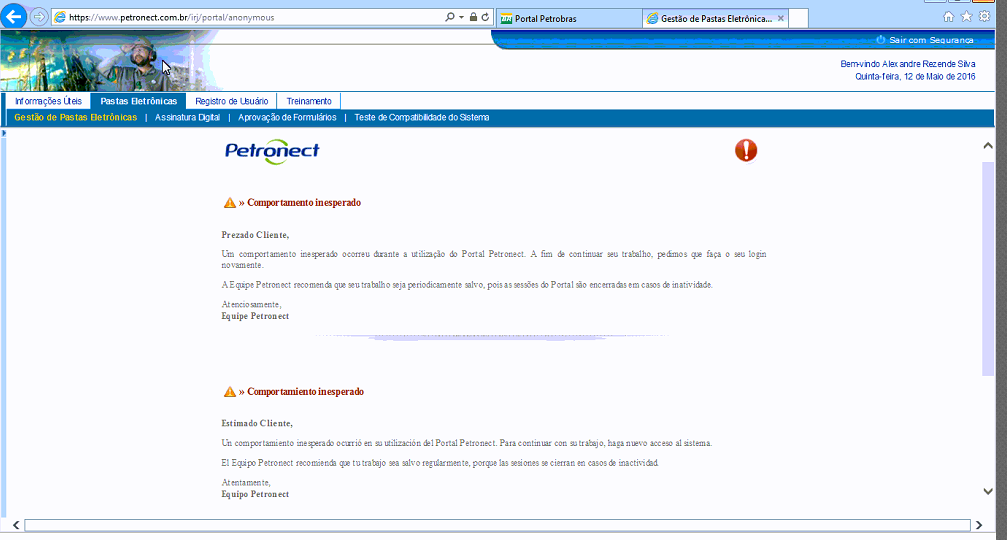 https://www.petronect.com.br/irj/portal/anonymous
Portal Petrobras
Gestão de Pastas Eletrônica...
Sair com Segurança
Bem-vindo Alexandre Rezende Silva
Quinta-feira, 12 de Maio de 2016
Informações Úteis
Pastas Eletrônicas
Registro de Usuário
Treinamento
Gestão de Pastas Eletrônicas | Assinatura Digital | Aprovação de Formulários | Teste de Compatibilidade do Sistema
Petronect
» Comportamento inesperado
Prezado Cliente,
Um comportamento inesperado ocorreu durante a utilização do Portal Petronect. A fim de continuar seu trabalho, pedimos que faça o seu login
novamente.
A Equipe Petronect recomenda que seu trabalho seja periodicamente salvo, pois as sessões do Portal são encerradas em casos de inatividade.
Atenciosamente,
Equipe Petronect
» Comportamiento inesperado
Estimado Cliente,
Un comportamiento inesperado ocurrió en su utilización del Portal Petronect. Para continuar con su trabajo, haga nuevo acceso al sistema.
El Equipo Petronect recomienda que tu trabajo sea salvo regularmente, porque las sesiones se cierran en casos de inactividad.
Atentamente,
Equipo Petronect